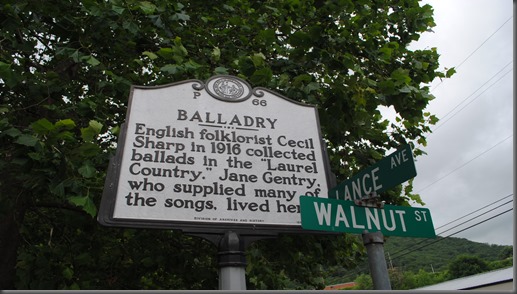 P 66
BALLADRY
English folklorist Cecil
Sharp in 1916 collected
ballads in the "Laurel
Country." Jane Gentry,
who supplied many of
the songs, lived
LANCE AVE
WALNUT ST